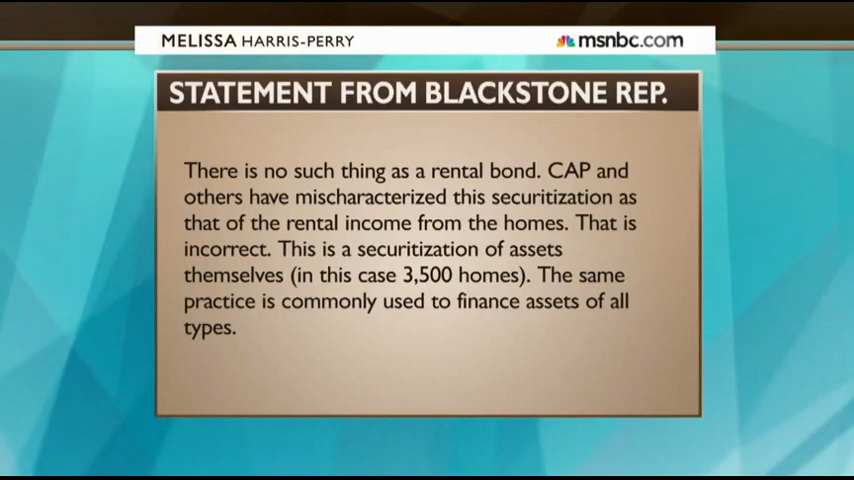 MELISSA HARRIS-PERRY
msnbc.com
STATEMENT FROM BLACKSTONE REP.
There is no such thing as a rental bond. CAP and
others have mischaracterized this securitization as
that of the rental income from the homes. That is
incorrect. This is a securitization of assets
themselves (in this case 3,500 homes). The same
practice is commonly used to finance assets of all
types.